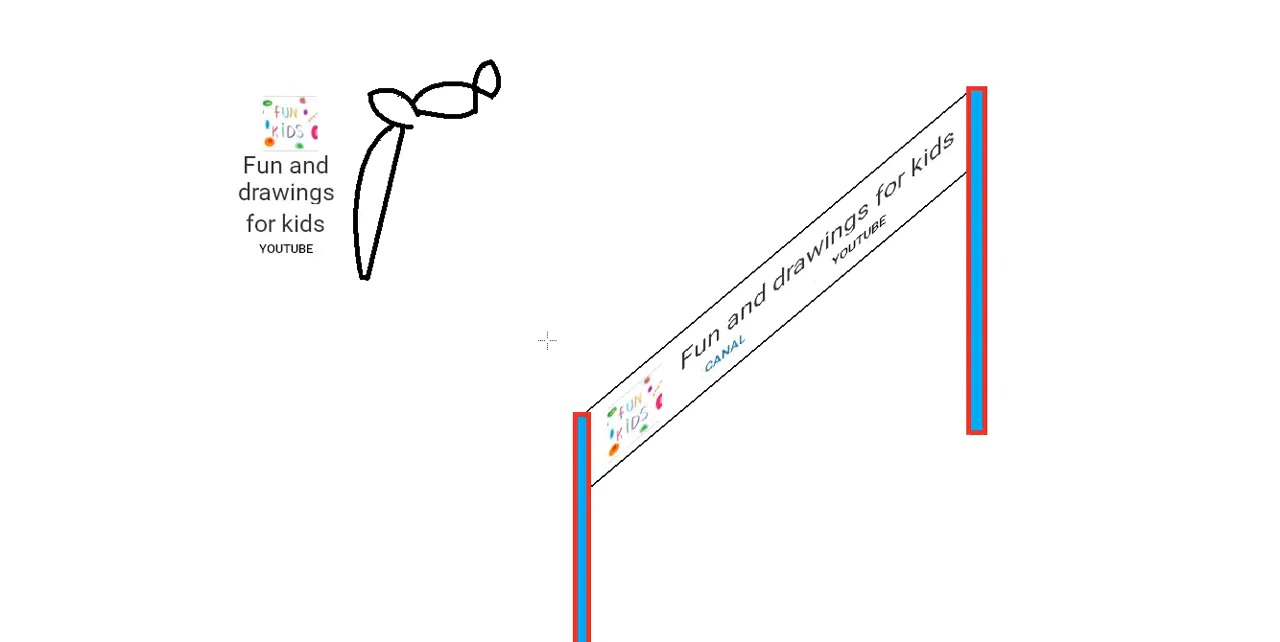 FUN
KiDS
Fun and
drawings
for kids
YOUTUBE
FUN
KiDS
Fun and drawings for kids
CANAL
YOUTUBE